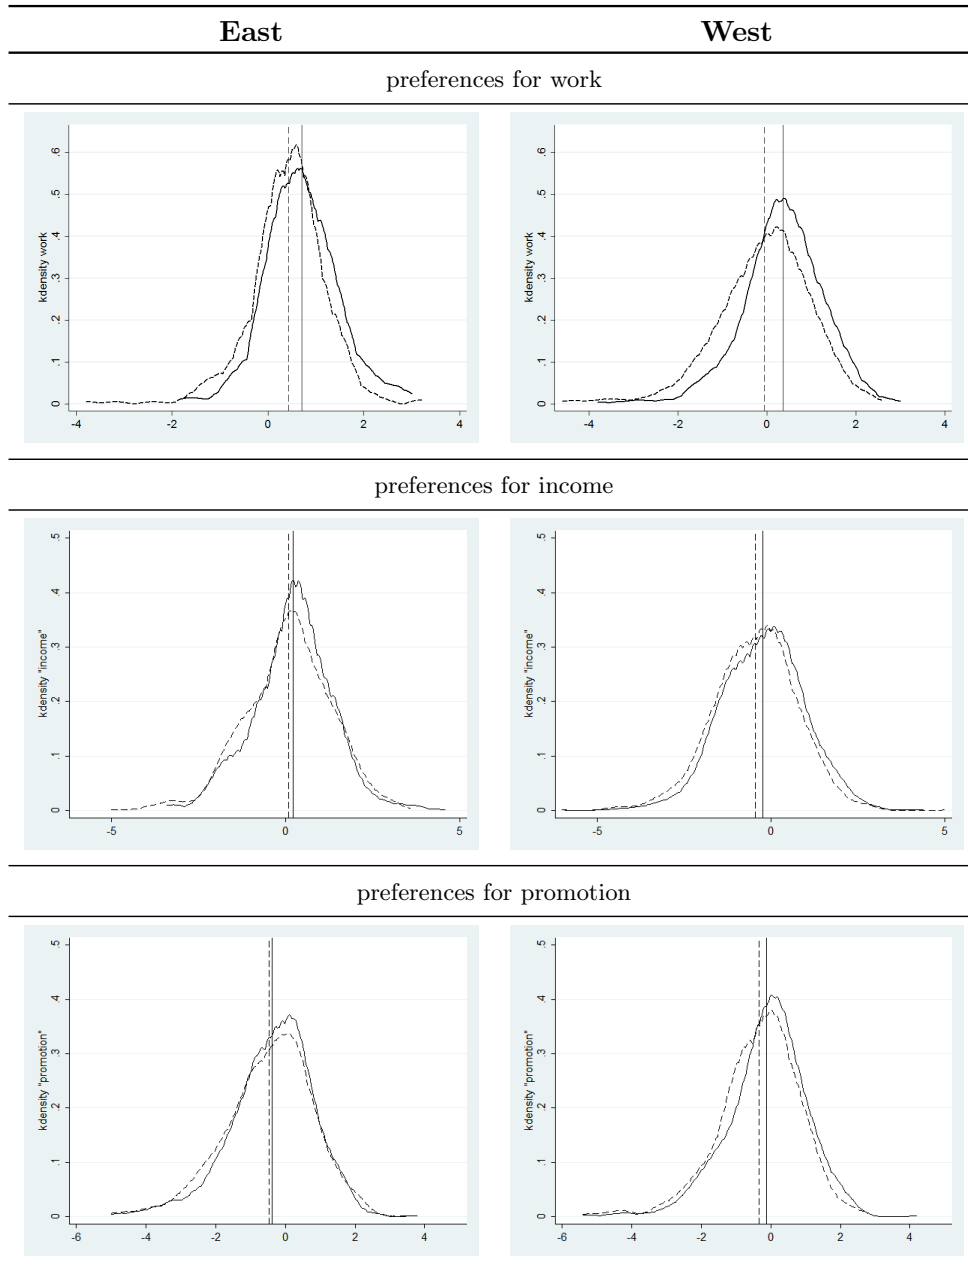 East West
preferences for work
kdensity work
0 .1 .2 .3 .4 .5 .6
-4 -2 0 2 4
kdensity work
0 .1 .2 .3 .4 .5 .6
-4 -2 0 2 4
preferences for income
kdensity "income"
0 .1 .2 .3 .4 .5
-5 0 5
kdensity "income"
0 .1 .2 .3 .4 .5
-5 0 5
preferences for promotion
kdensity "promotion"
0 .1 .2 .3 .4 .5
-6 -4 -2 0 2 4
kdensity "promotion"
0 .1 .2 .3 .4 .5
-6 -4 -2 0 2 4